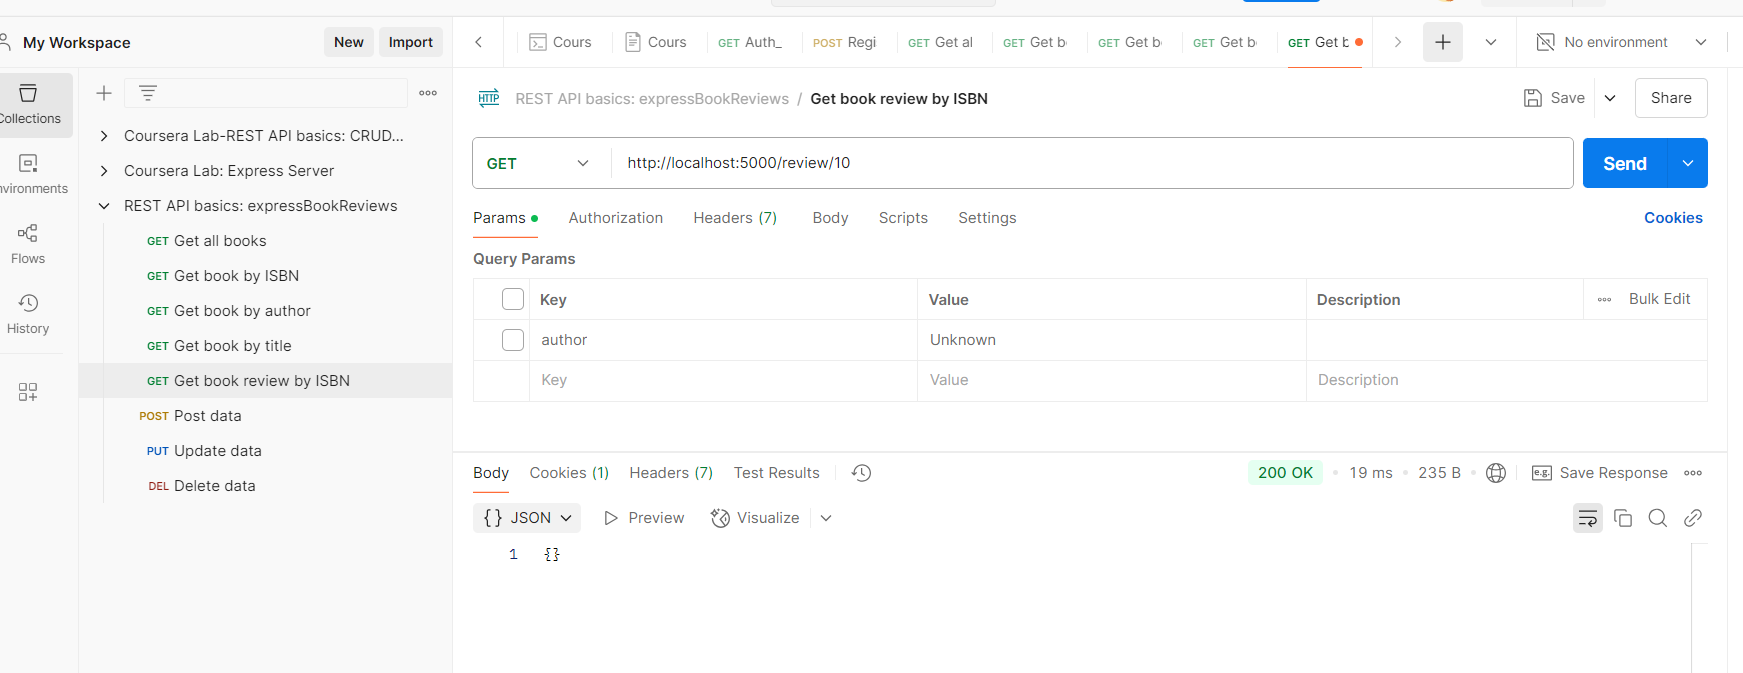 My Workspace
New
Import
Cours
Cours
GET Auth_
POST Regi
GET Get al
GET Get b
GET Get b
GET Get b
GET Get b
No environment
Collections
Environments
Flows
History
Coursera Lab-REST API basics: CRUD...
Coursera Lab: Express Server
REST API basics: expressBookReviews
GET Get all books
GET Get book by ISBN
GET Get book by author
GET Get book by title
GET Get book review by ISBN
POST Post data
PUT Update data
DEL Delete data
HTTP REST API basics: expressBookReviews / Get book review by ISBN
Save
Share
GET
http://localhost:5000/review/10
Send
Params
Authorization
Headers (7)
Body
Scripts
Settings
Cookies
Query Params
Key Value Description
Bulk Edit
author Unknown
Key Value Description
Body
Cookies (1)
Headers (7)
Test Results
200 OK
19 ms
235 B
e.g. Save Response
{} JSON
Preview
Visualize
1 {}